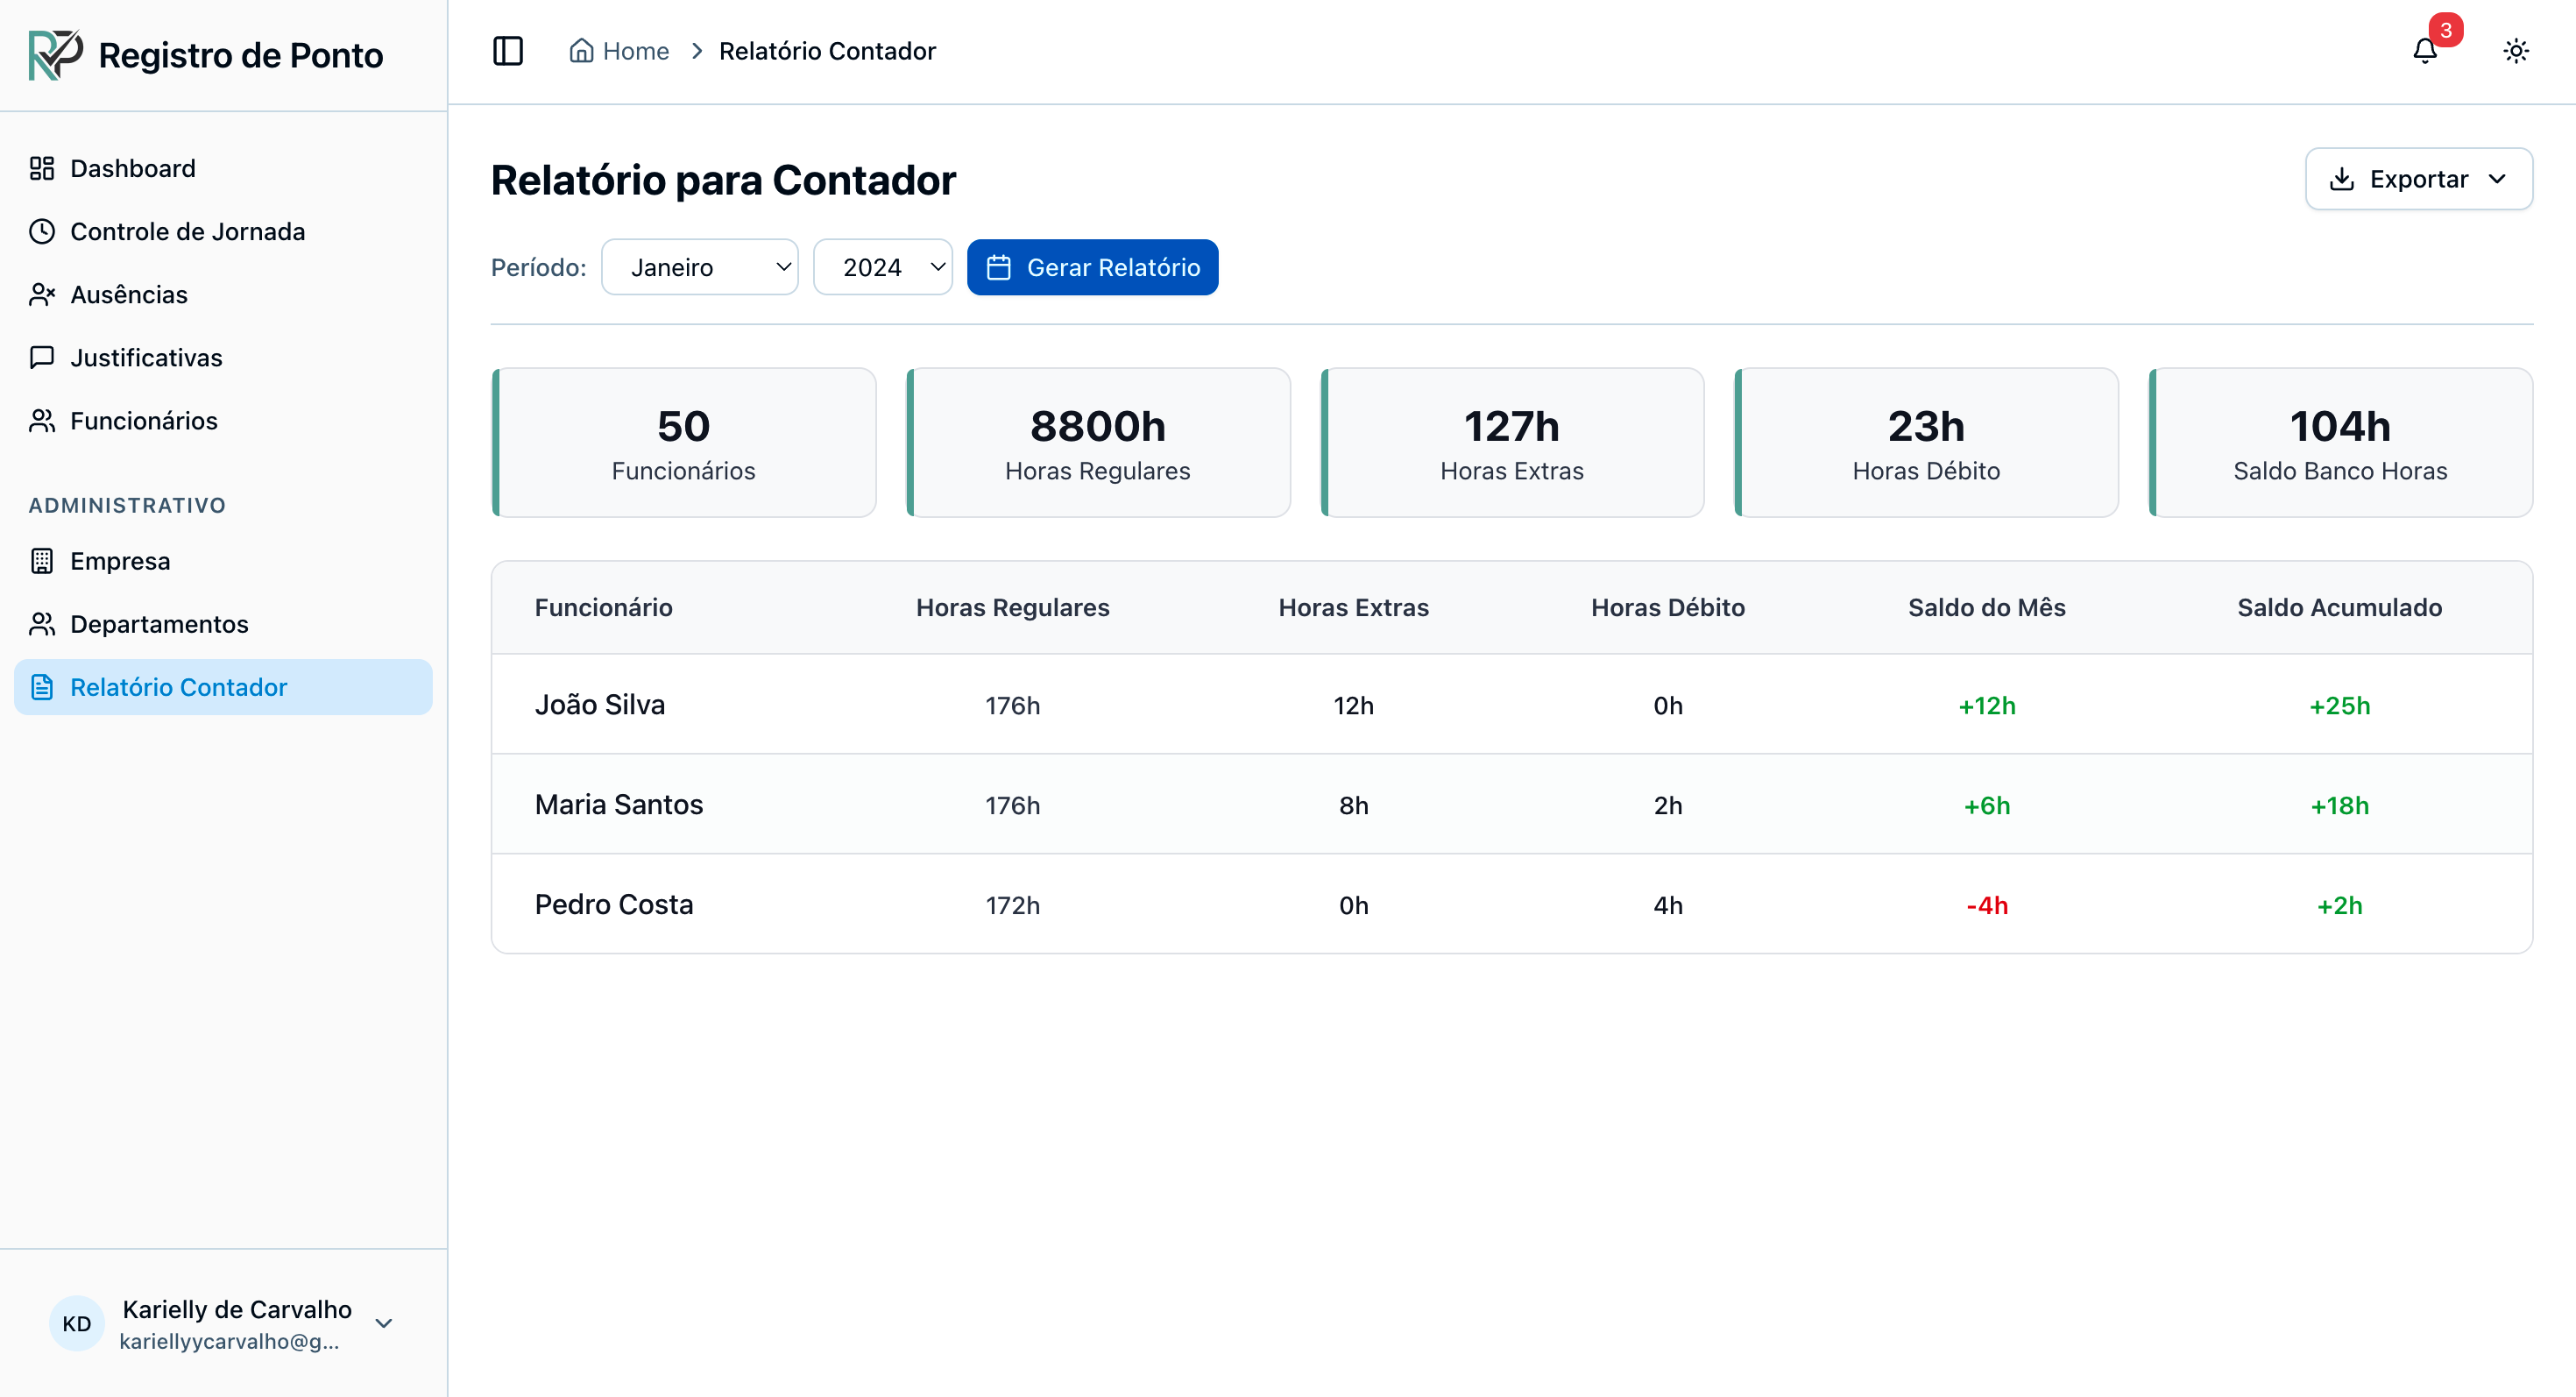 Registro de Ponto
Dashboard
Controle de Jornada
Ausências
Justificativas
Funcionários
ADMINISTRATIVO
Empresa
Departamentos
Relatório Contador
KD
Karielly de Carvalho
kariellyycarvalho@g...
Home > Relatório Contador
3
Relatório para Contador
Exportar
Período: Janeiro 2024 Gerar Relatório
50
Funcionários
8800h
Horas Regulares
127h
Horas Extras
23h
Horas Débito
104h
Saldo Banco Horas
Funcionário Horas Regulares Horas Extras Horas Débito Saldo do Mês Saldo Acumulado
João Silva 176h 12h 0h +12h +25h
Maria Santos 176h 8h 2h +6h +18h
Pedro Costa 172h 0h 4h -4h +2h